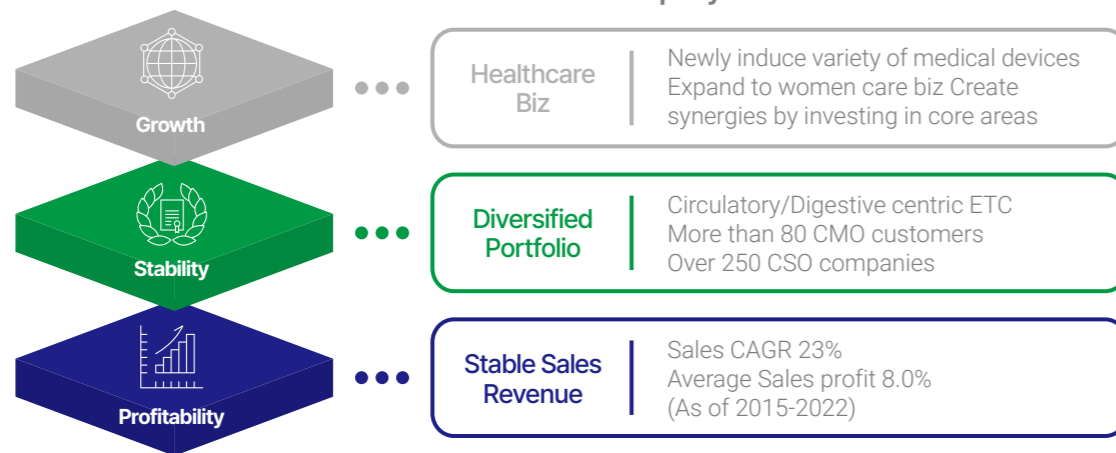 Growth
Healthcare
Biz
Newly induce variety of medical devices
Expand to women care biz Create
synergies by investing in core areas
Stability
Diversified
Portfolio
Circulatory/Digestive centric ETC
More than 80 CMO customers
Over 250 CSO companies
Profitability
Stable Sales
Revenue
Sales CAGR 23%
Average Sales profit 8.0%
(As of 2015-2022)